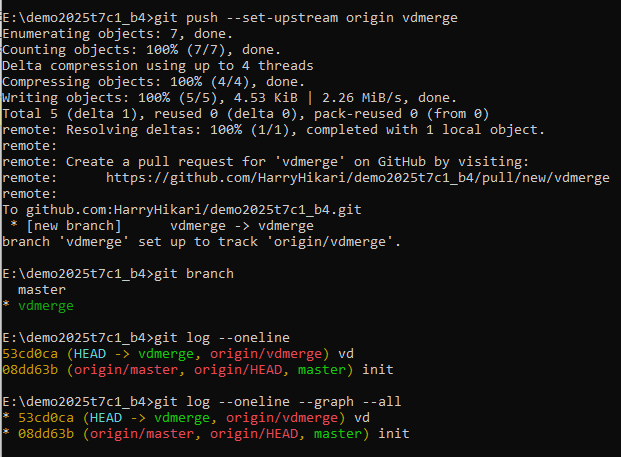 E:\demo2025t7c1_b4>git push --set-upstream origin vdmerge
Enumerating objects: 7, done.
Counting objects: 100% (7/7), done.
Delta compression using up to 4 threads
Compressing objects: 100% (4/4), done.
Writing objects: 100% (5/5), 4.53 KiB | 2.26 MiB/s, done.
Total 5 (delta 1), reused 0 (delta 0), pack-reused 0 (from 0)
remote: Resolving deltas: 100% (1/1), completed with 1 local object.
remote:
remote: Create a pull request for 'vdmerge' on GitHub by visiting:
remote:      https://github.com/HarryHikari/demo2025t7c1_b4/pull/new/vdmerge
remote:
To github.com:HarryHikari/demo2025t7c1_b4.git
 * [new branch]      vdmerge -> vdmerge
branch 'vdmerge' set up to track 'origin/vdmerge'.

E:\demo2025t7c1_b4>git branch
  master
* vdmerge

E:\demo2025t7c1_b4>git log --oneline
53cd0ca (HEAD -> vdmerge, origin/vdmerge) vd
08dd63b (origin/master, origin/HEAD, master) init

E:\demo2025t7c1_b4>git log --oneline --graph --all
* 53cd0ca (HEAD -> vdmerge, origin/vdmerge) vd
* 08dd63b (origin/master, origin/HEAD, master) init